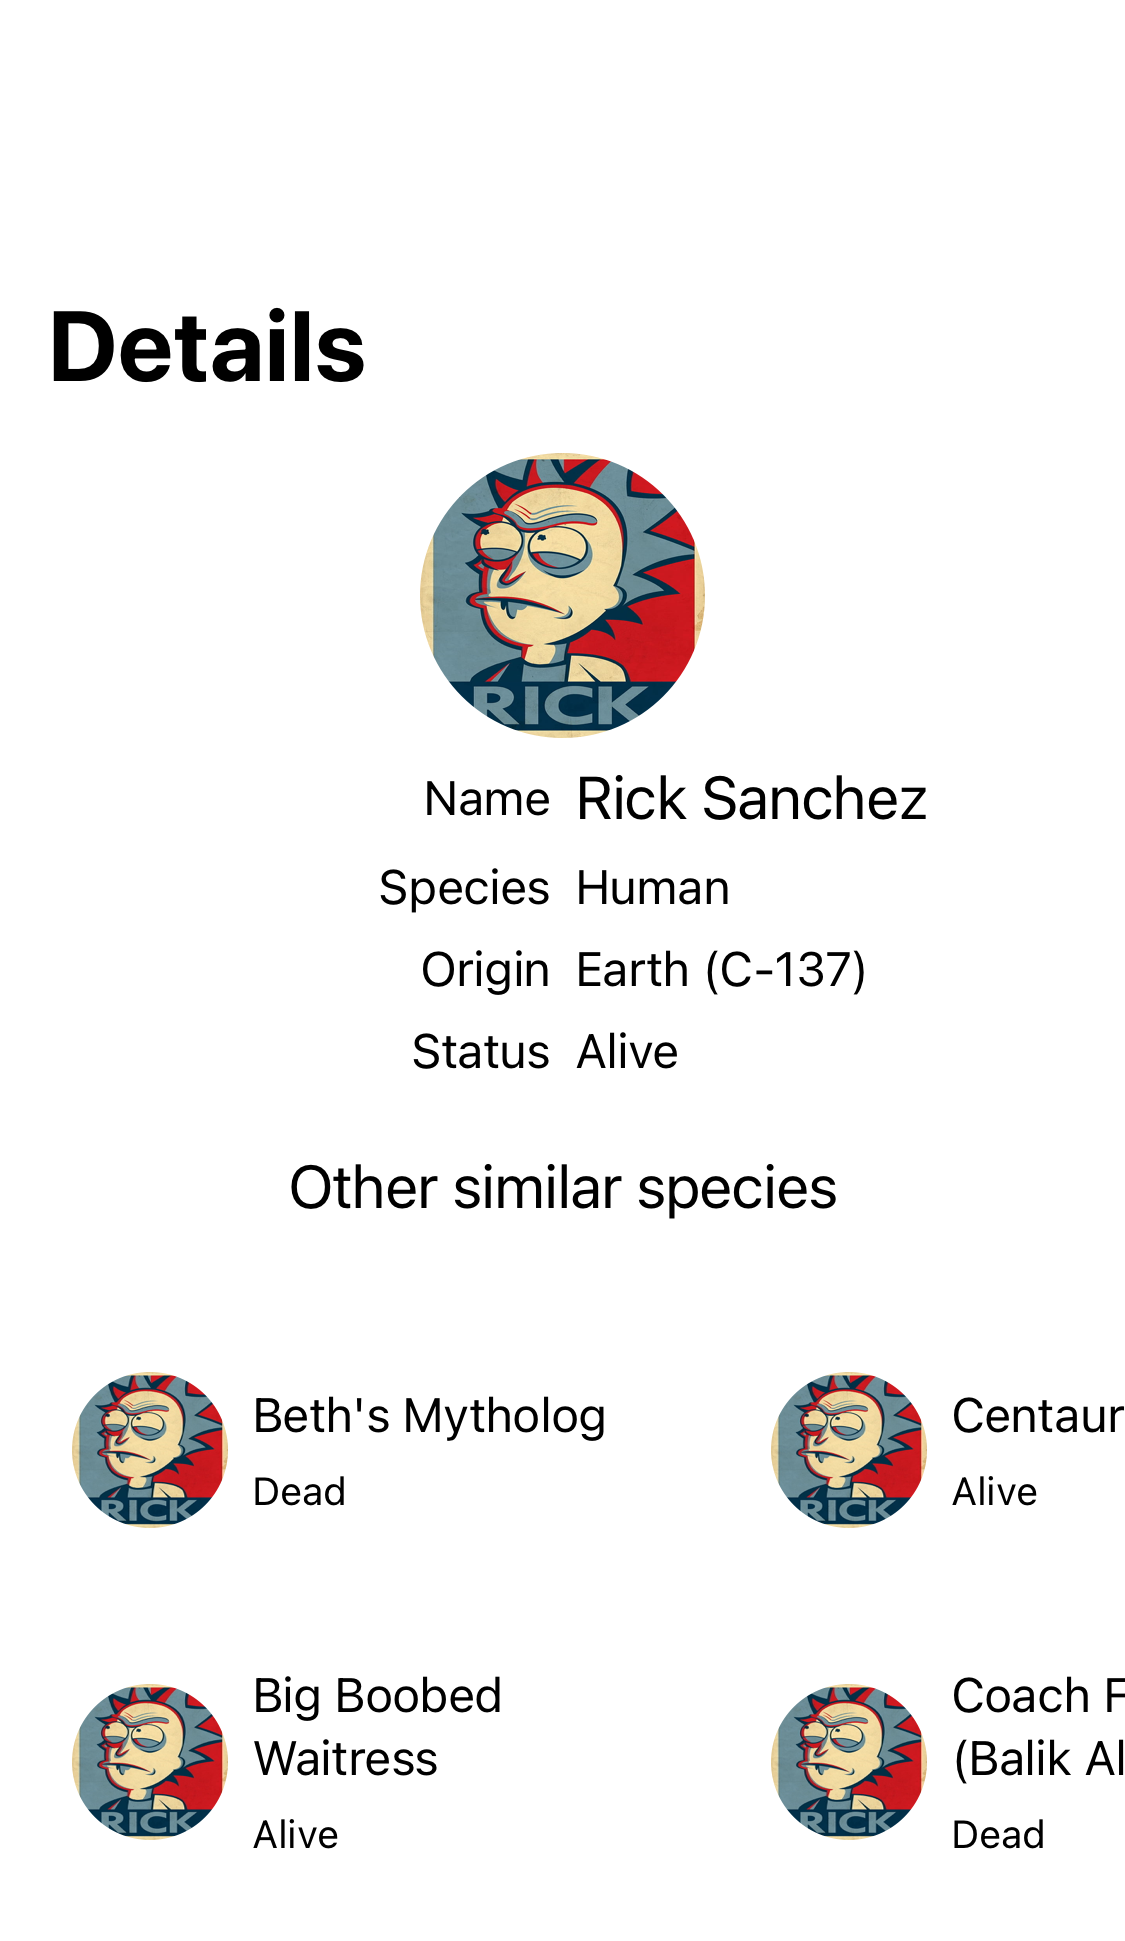 Details
RICK
Name Rick Sanchez
Species Human
Origin Earth (C-137)
Status Alive
Other similar species
RICK
Beth's Mytholog
Dead
RICK
Centaur
Alive
RICK
Big Boobed
Waitress
Alive
RICK
Coach F
(Balik Al
Dead